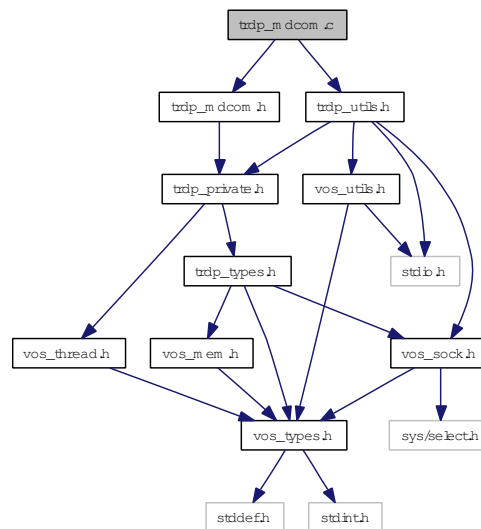 trdp_mdcom.c
trdp_mdcom.h
trdp_utils.h
trdp_private.h
vos_utils.h
trdp_types.h
stdio.h
vos_thread.h
vos_mem.h
vos_sock.h
vos_types.h
sys/select.h
stddef.h
stdint.h